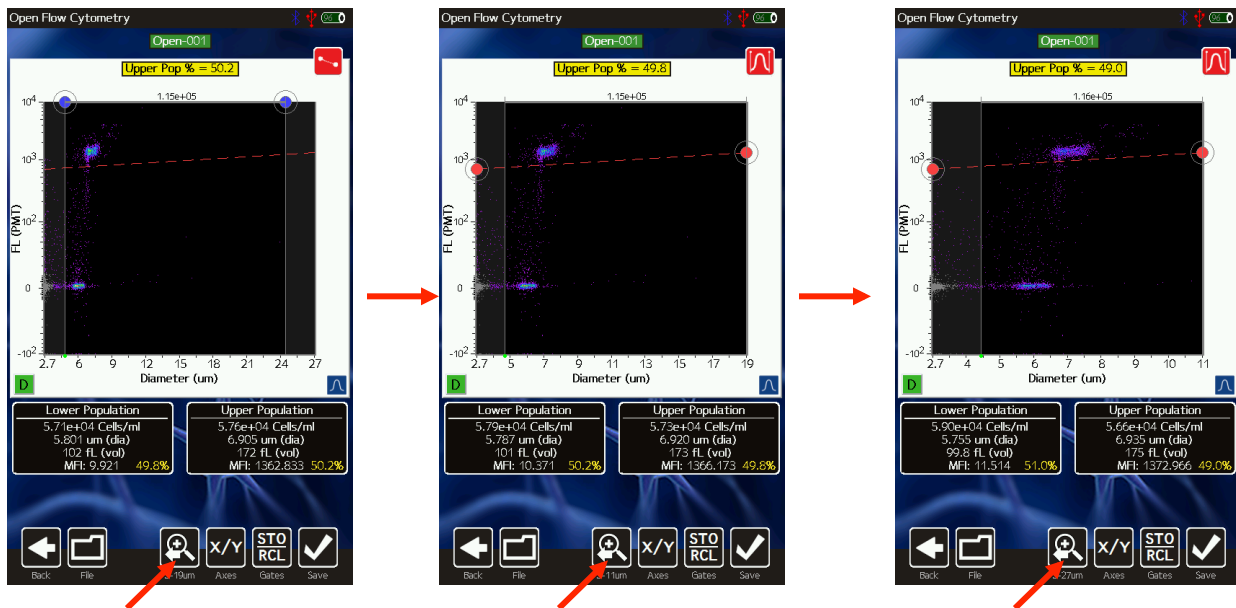 Open Flow Cytometry
96
Open-001
Upper Pop % = 50.2
1.15e+05
10^4
10^3
10^2
0
-10^2
FL (PMT)
2.7 6 9 12 15 18 21 24 27
Diameter (um)
D
Lower Population
5.71e+04 Cells/ml
5.801 um (dia)
102 fL (vol)
MFI: 9.921 49.8%
Upper Population
5.76e+04 Cells/ml
6.905 um (dia)
172 fL (vol)
MFI: 1362.833 50.2%
X/Y
STO
RCL
Back File -19um Axes Gates Save
Open Flow Cytometry
96
Open-001
Upper Pop % = 49.8
1.15e+05
10^4
10^3
10^2
0
-10^2
FL (PMT)
2.7 5 7 9 11 13 15 17 19
Diameter (um)
D
Lower Population
5.79e+04 Cells/ml
5.787 um (dia)
101 fL (vol)
MFI: 10.371 50.2%
Upper Population
5.73e+04 Cells/ml
6.920 um (dia)
173 fL (vol)
MFI: 1366.173 49.8%
X/Y
STO
RCL
Back File -11um Axes Gates Save
Open Flow Cytometry
96
Open-001
Upper Pop % = 49.0
1.16e+05
10^4
10^3
10^2
0
-10^2
FL (PMT)
2.7 4 5 6 7 8 9 10 11
Diameter (um)
D
Lower Population
5.90e+04 Cells/ml
5.755 um (dia)
99.8 fL (vol)
MFI: 11.514 51.0%
Upper Population
5.66e+04 Cells/ml
6.935 um (dia)
175 fL (vol)
MFI: 1372.966 49.0%
X/Y
STO
RCL
Back File -27um Axes Gates Save